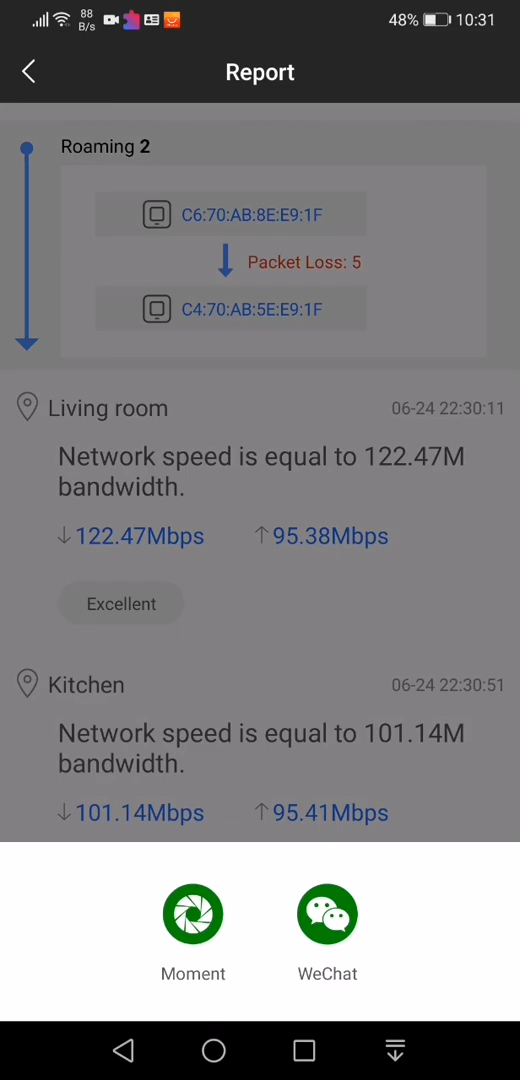 88
B/s
48%
10:31
Report
Roaming 2
C6:70:AB:8E:E9:1F
Packet Loss: 5
C4:70:AB:5E:E9:1F
Living room
06-24 22:30:11
Network speed is equal to 122.47M
bandwidth.
↓122.47Mbps ↑95.38Mbps
Excellent
Kitchen
06-24 22:30:51
Network speed is equal to 101.14M
bandwidth.
↓101.14Mbps ↑95.41Mbps
Moment
WeChat